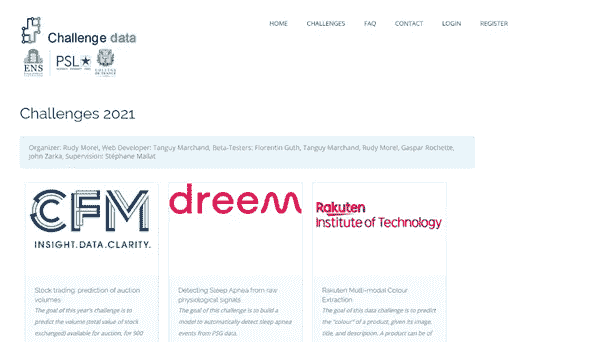 HOME CHALLENGES FAQ CONTACT LOGIN REGISTER
Challenge data
ENS
PSL★
Challenges 2021
Organizer: Rudy Morel, Web Developer: Tanguy Marchand, Beta-Testers: Florentin Guth, Tanguy Marchand, Rudy Morel, Gaspar Rochette,
John Zarka, Supervision: Stéphane Mallat
CFM
INSIGHT.DATA.CLARITY.
Stock trading: prediction of auction
volumes
The goal of this year's challenge is to
predict the volume (total value of stock
exchanged) available for auction, for 900
dreem
Detecting Sleep Apnea from raw
physiological signals
The goal of this challenge is to build a
model to automatically detect sleep apnea
events from PSG data.
Rakuten
Institute of Technology
Rakuten Multi-modal Colour
Extraction
The goal of this data challenge is to predict
the "colour" of a product, given its image,
title, and description. A product can be of